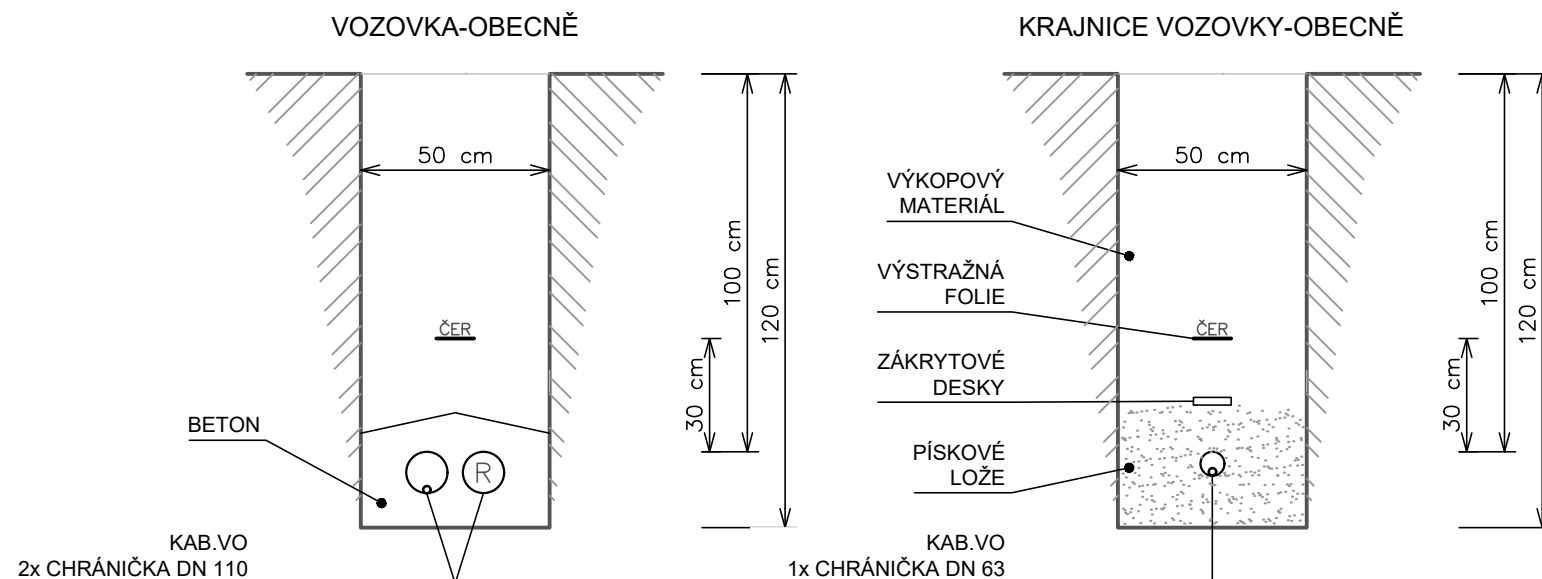 VOZOVKA-OBECNĚ
50 cm
100 cm
120 cm
ČER
30 cm
BETON
R
KAB.VO
2x CHRÁNIČKA DN 110
KRAJNICE VOZOVKY-OBECNĚ
50 cm
VÝKOPOVÝ
MATERIÁL
100 cm
120 cm
VÝSTRAŽNÁ
FOLIE
ČER
ZÁKRYTOVÉ
DESKY
30 cm
PÍSKOVÉ
LOŽE
KAB.VO
1x CHRÁNIČKA DN 63